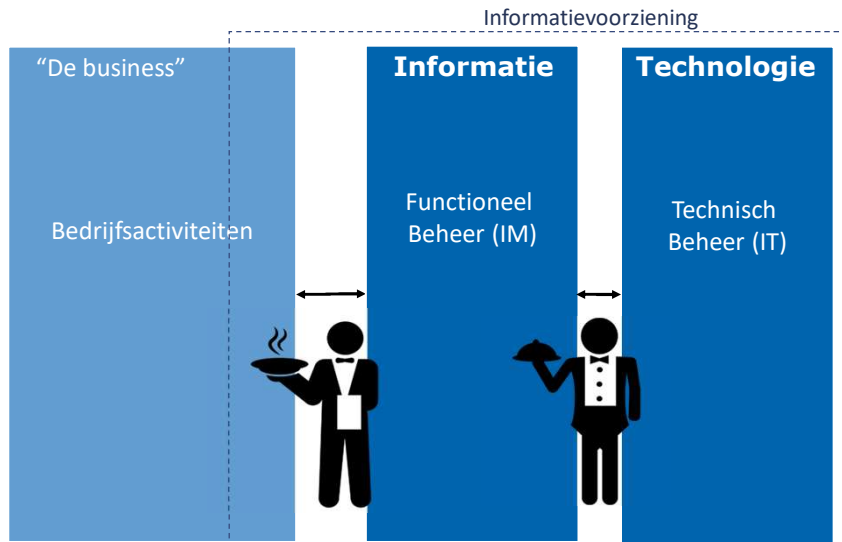 Informatievoorziening
“De business”
Bedrijfsactiviteiten
Informatie
Functioneel
Beheer (IM)
Technologie
Technisch
Beheer (IT)